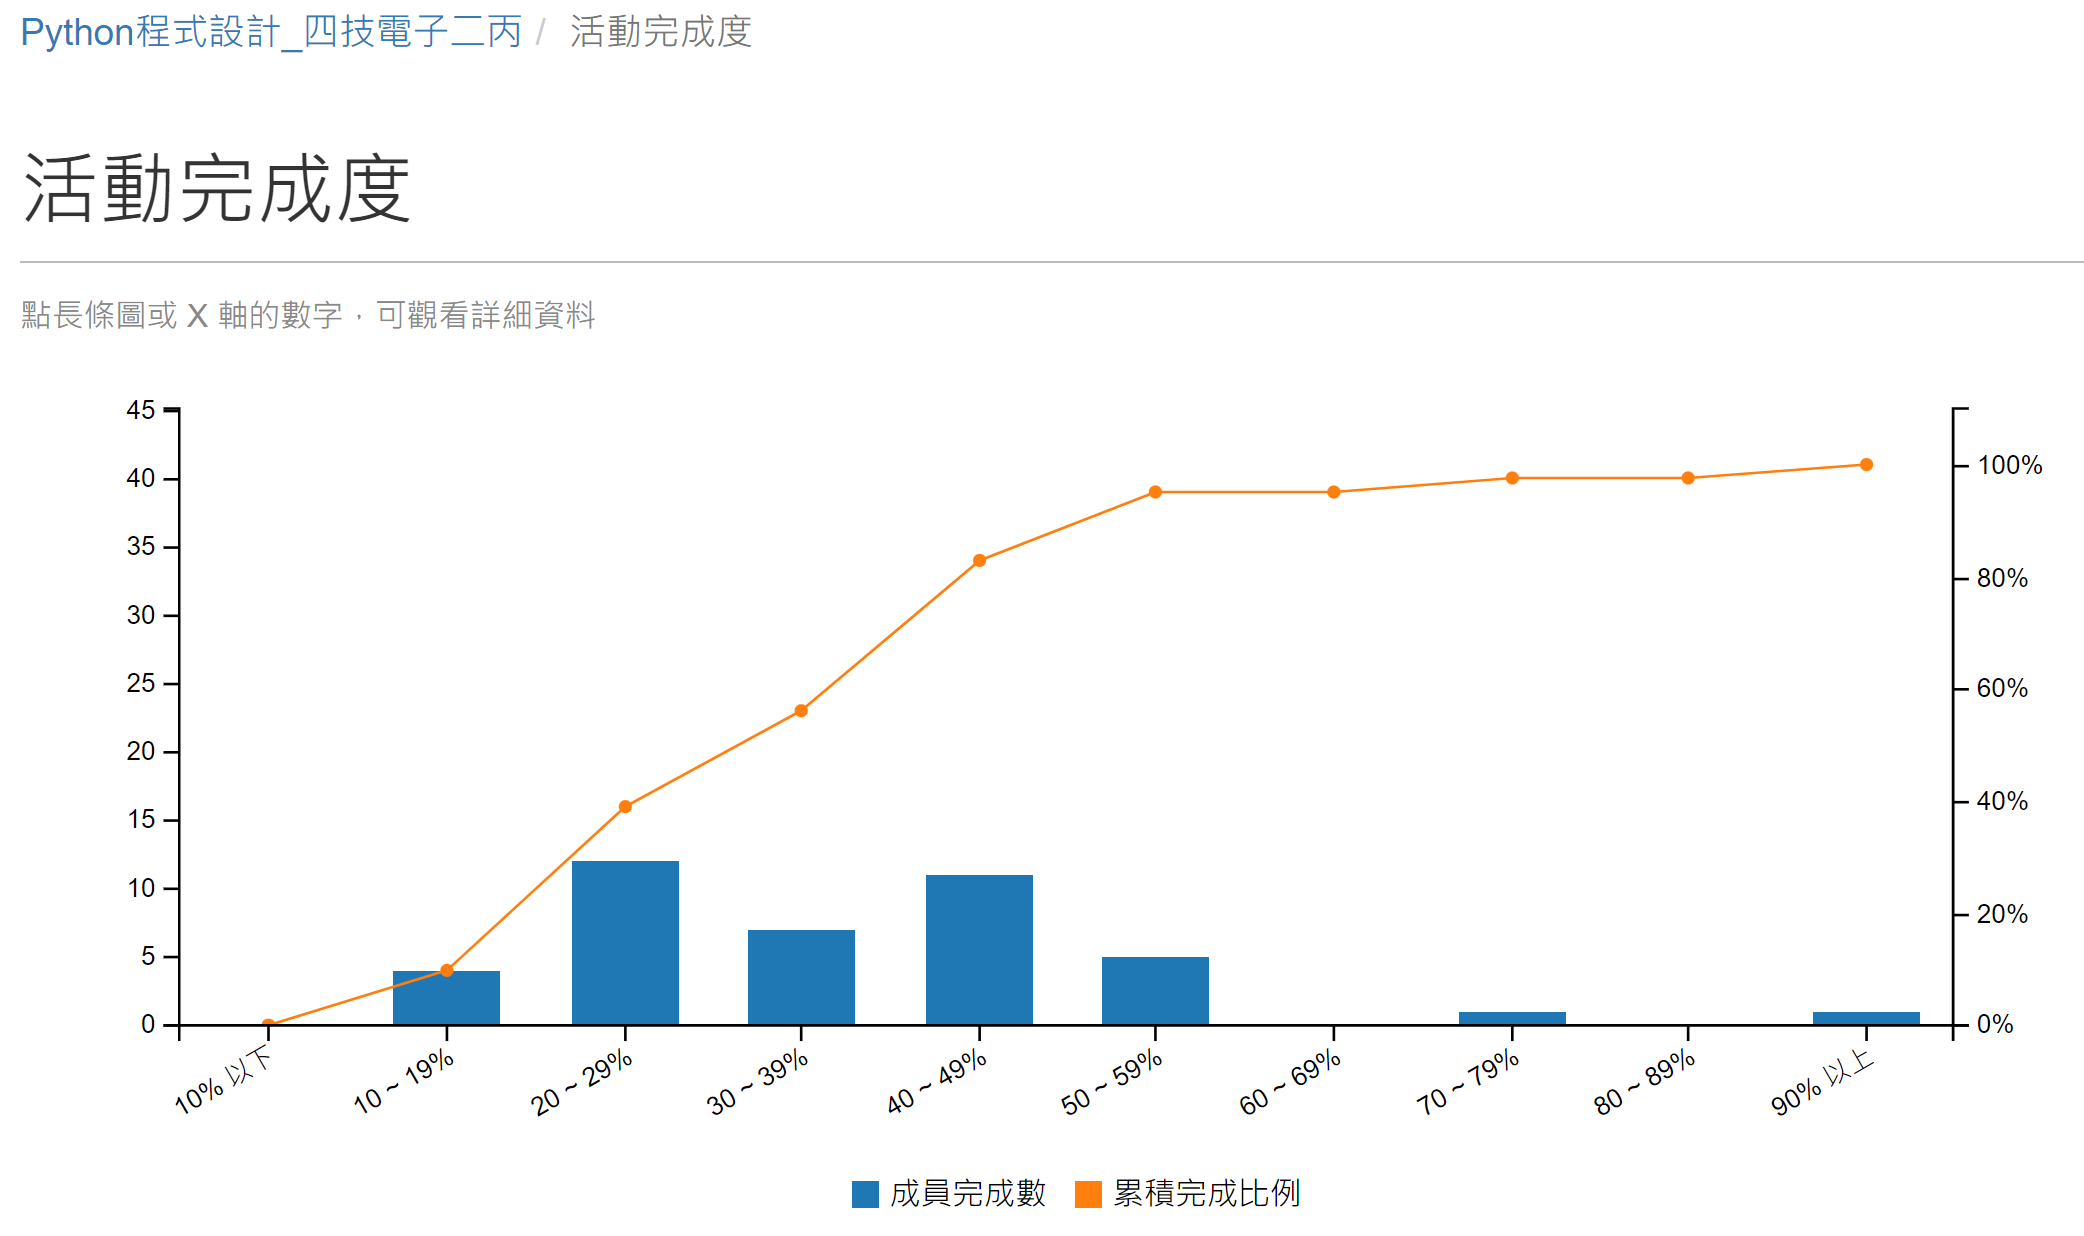 Python程式設計_四技電子二丙 / 活動完成度
活動完成度
點長條圖或 X 軸的數字，可觀看詳細資料
45
40
35
30
25
20
15
10
5
0
100%
80%
60%
40%
20%
0%
10% 以下
10 ~ 19%
20 ~ 29%
30 ~ 39%
40 ~ 49%
50 ~ 59%
60 ~ 69%
70 ~ 79%
80 ~ 89%
90% 以上
成員完成數
累積完成比例